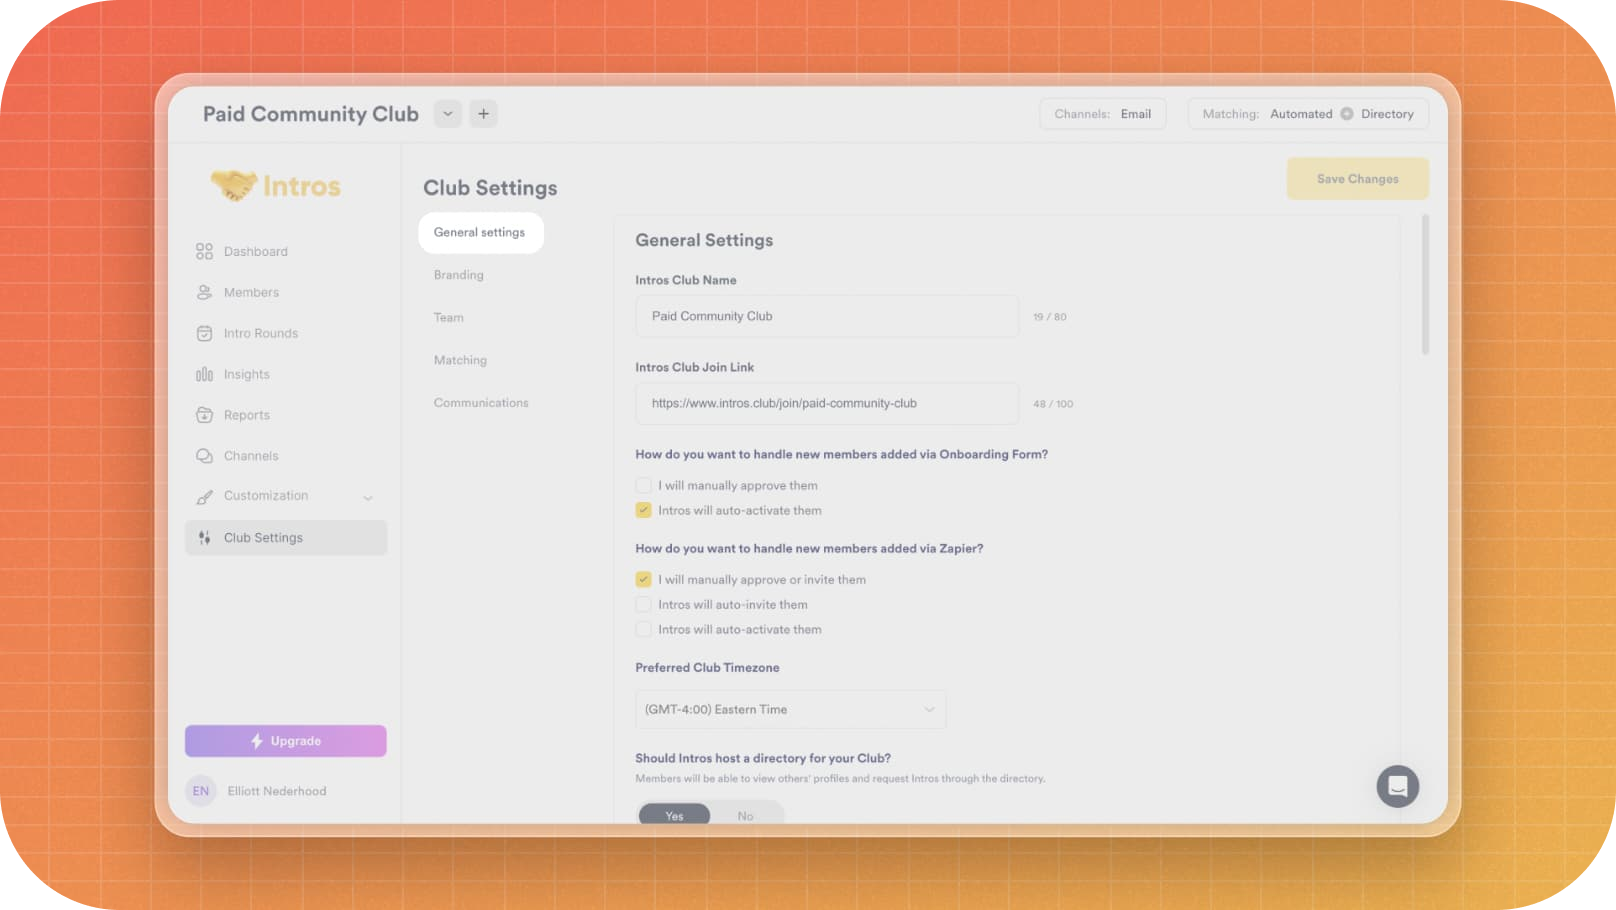 Paid Community Club
Channels: Email
Matching: Automated Directory
Intros
Dashboard
Members
Intro Rounds
Insights
Reports
Channels
Customization
Club Settings
Upgrade
EN Elliott Nederhood
Club Settings
Save Changes
General settings
Branding
Team
Matching
Communications
General Settings
Intros Club Name
Paid Community Club
19 / 80
Intros Club Join Link
https://www.intros.club/join/paid-community-club
48 / 100
How do you want to handle new members added via Onboarding Form?
I will manually approve them
Intros will auto-activate them
How do you want to handle new members added via Zapier?
I will manually approve or invite them
Intros will auto-invite them
Intros will auto-activate them
Preferred Club Timezone
(GMT-4:00) Eastern Time
Should Intros host a directory for your Club?
Members will be able to view others' profiles and request Intros through the directory.
Yes No